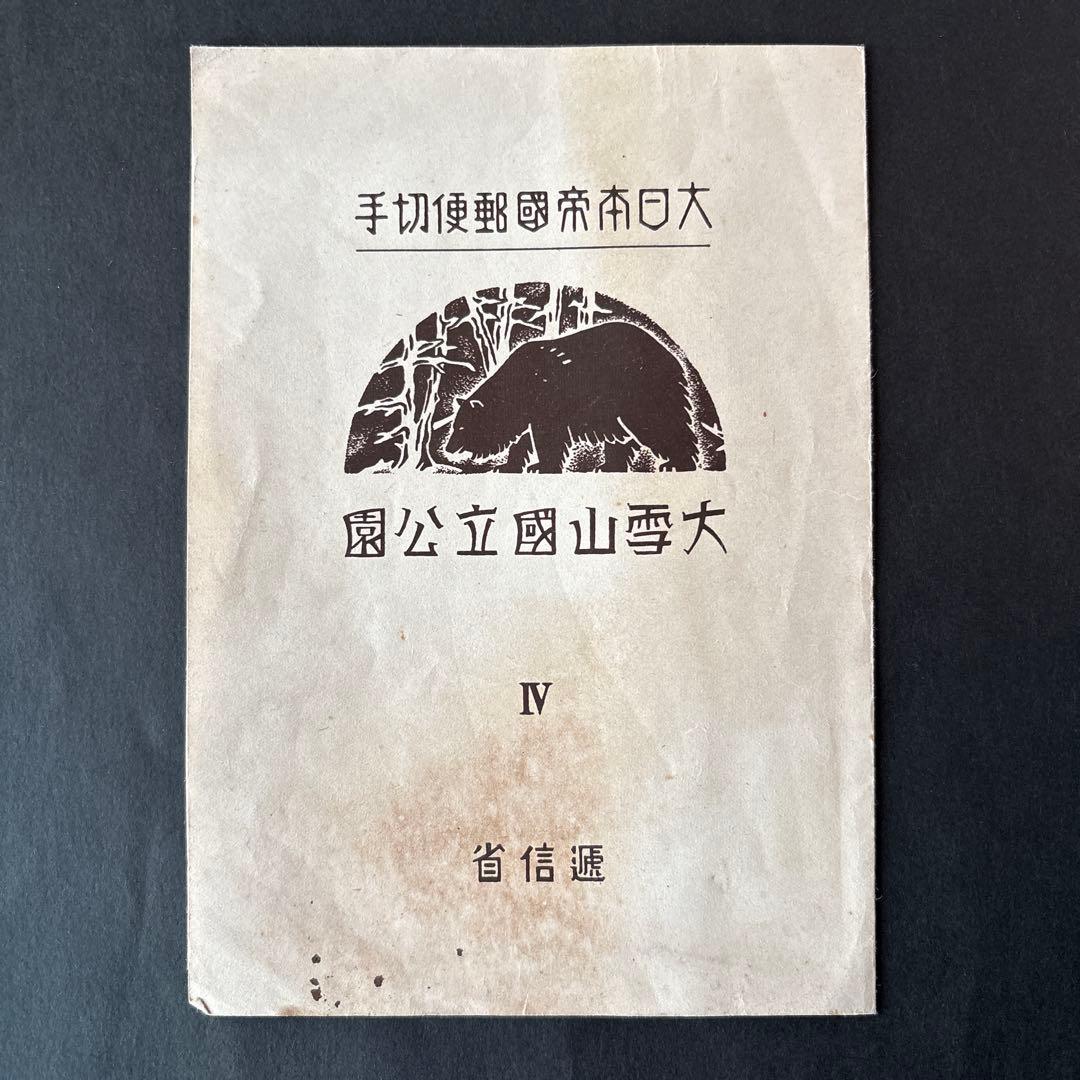 大日本帝國郵便切手
大雪山國立公園
IV
遞信省